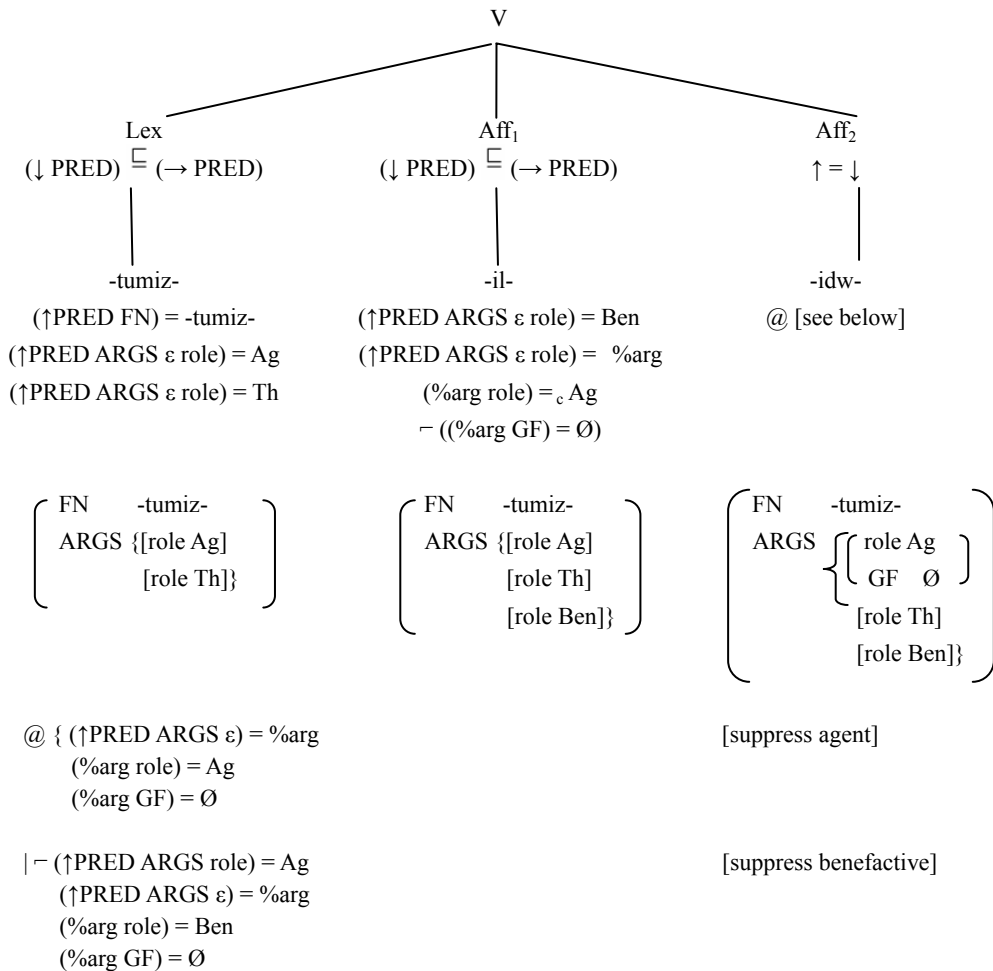 V
Lex Aff₁ Aff₂
(↓ PRED) ⊑ (→ PRED) (↓ PRED) ⊑ (→ PRED) ↑ = ↓
-tumiz- -il- -idw-
(↑PRED FN) = -tumiz- (↑PRED ARGS ε role) = Ben @ [see below]
(↑PRED ARGS ε role) = Ag (↑PRED ARGS ε role) = %arg
(↑PRED ARGS ε role) = Th (%arg role) =c Ag
¬ ((%arg GF) = Ø)
FN -tumiz- FN -tumiz- FN -tumiz-
ARGS {[role Ag] ARGS {[role Ag] ARGS { role Ag
[role Th]} [role Th] GF Ø
[role Ben]} [role Th]
[role Ben]}
@ { (↑PRED ARGS ε) = %arg [suppress agent]
(%arg role) = Ag
(%arg GF) = Ø
| ¬ (↑PRED ARGS role) = Ag [suppress benefactive]
(↑PRED ARGS ε) = %arg
(%arg role) = Ben
(%arg GF) = Ø